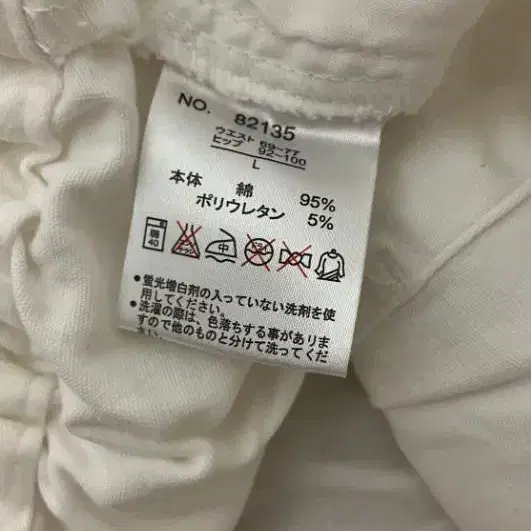 NO. 82135
ウエスト 59-77
ヒップ 92-100
L
本体 綿 95%
ポリウレタン 5%
機 40 中
●蛍光増白剤の入っていない洗剤を使
用してください。
●洗濯の際は、色落ちする事がありま
すので他のものと分けて洗ってくだ